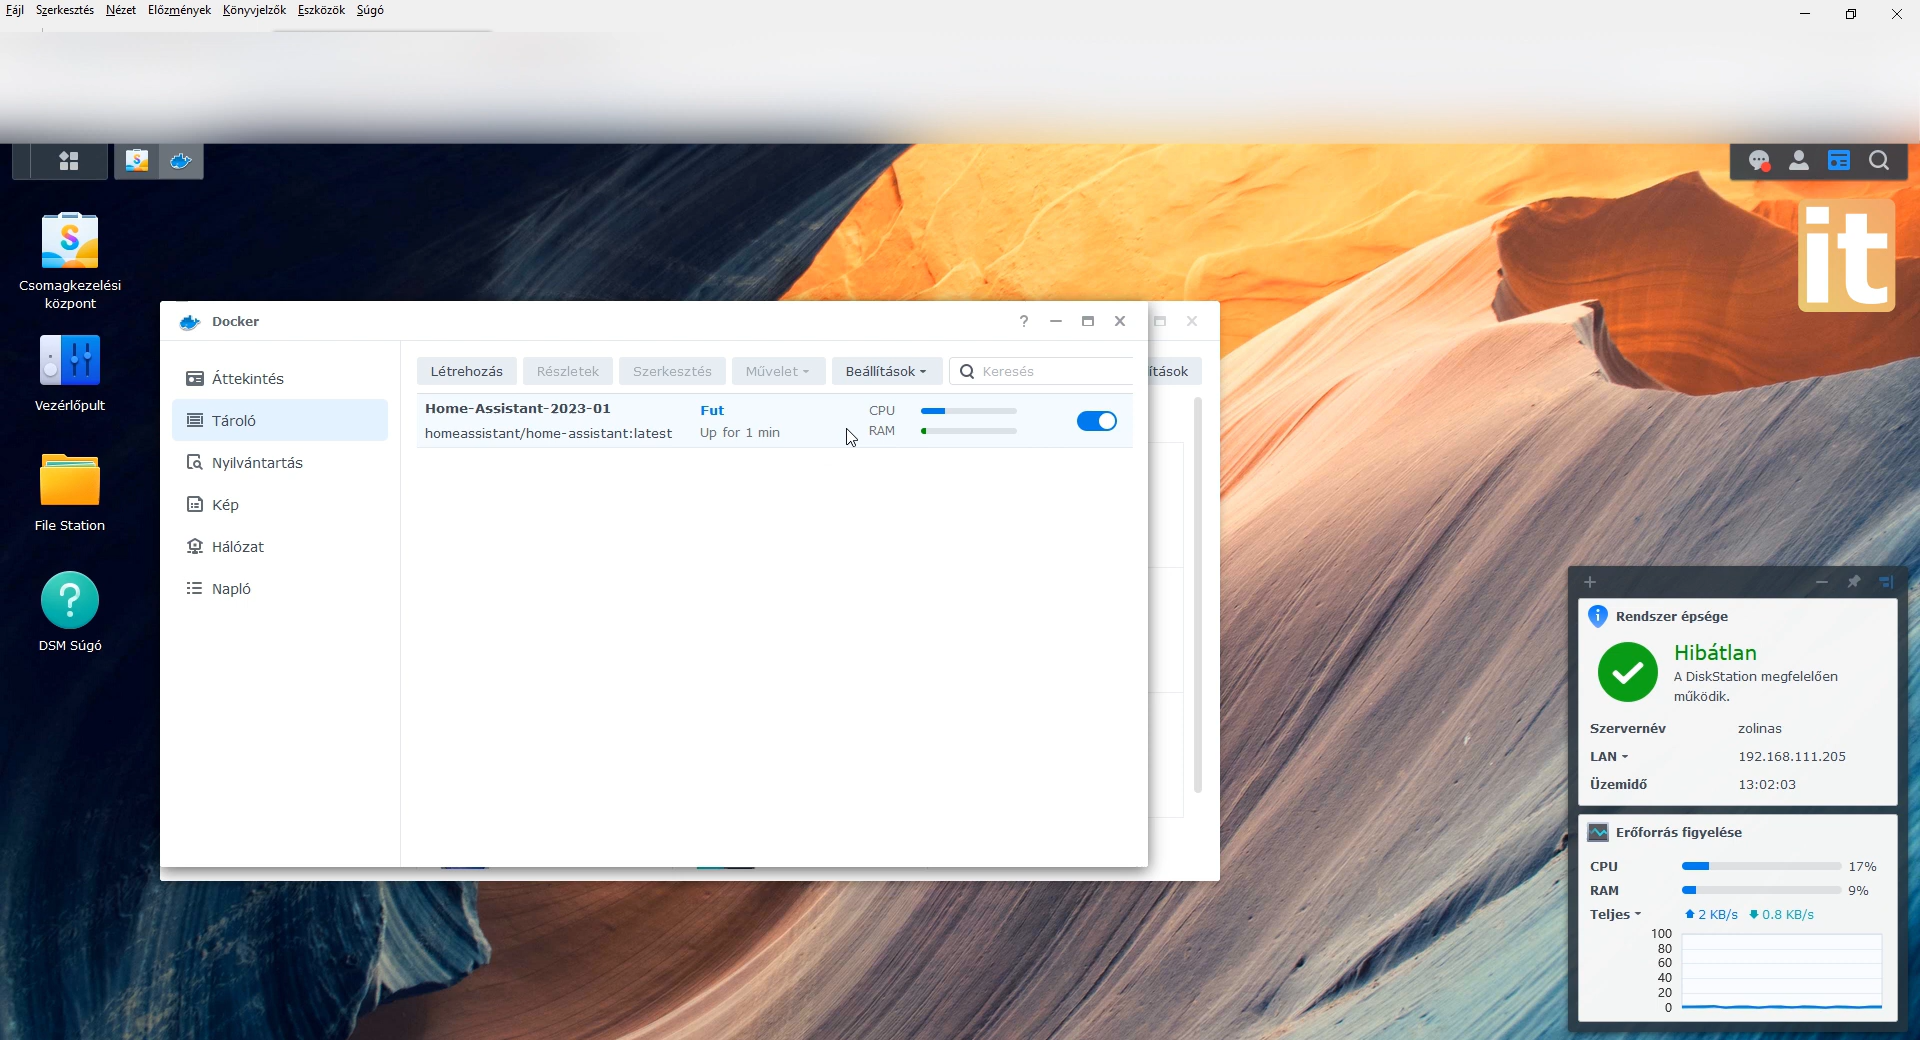 Fájl Szerkesztés Nézet Előzmények Könyvjelzők Eszközök Súgó
it
Csomagkezelési
központ
Vezérlőpult
File Station
DSM Súgó
Docker
Áttekintés
Tároló
Nyilvántartás
Kép
Hálózat
Napló
Létrehozás Részletek Szerkesztés Művelet Beállítások Keresés
ítások
Home-Assistant-2023-01
homeassistant/home-assistant:latest
Fut
Up for 1 min
CPU
RAM
Rendszer épsége
Hibátlan
A DiskStation megfelelően
működik.
Szervernév zolinas
LAN 192.168.111.205
Üzemidő 13:02:03
Erőforrás figyelése
CPU 17%
RAM 9%
Teljes 2 KB/s 0.8 KB/s
100
80
60
40
20
0